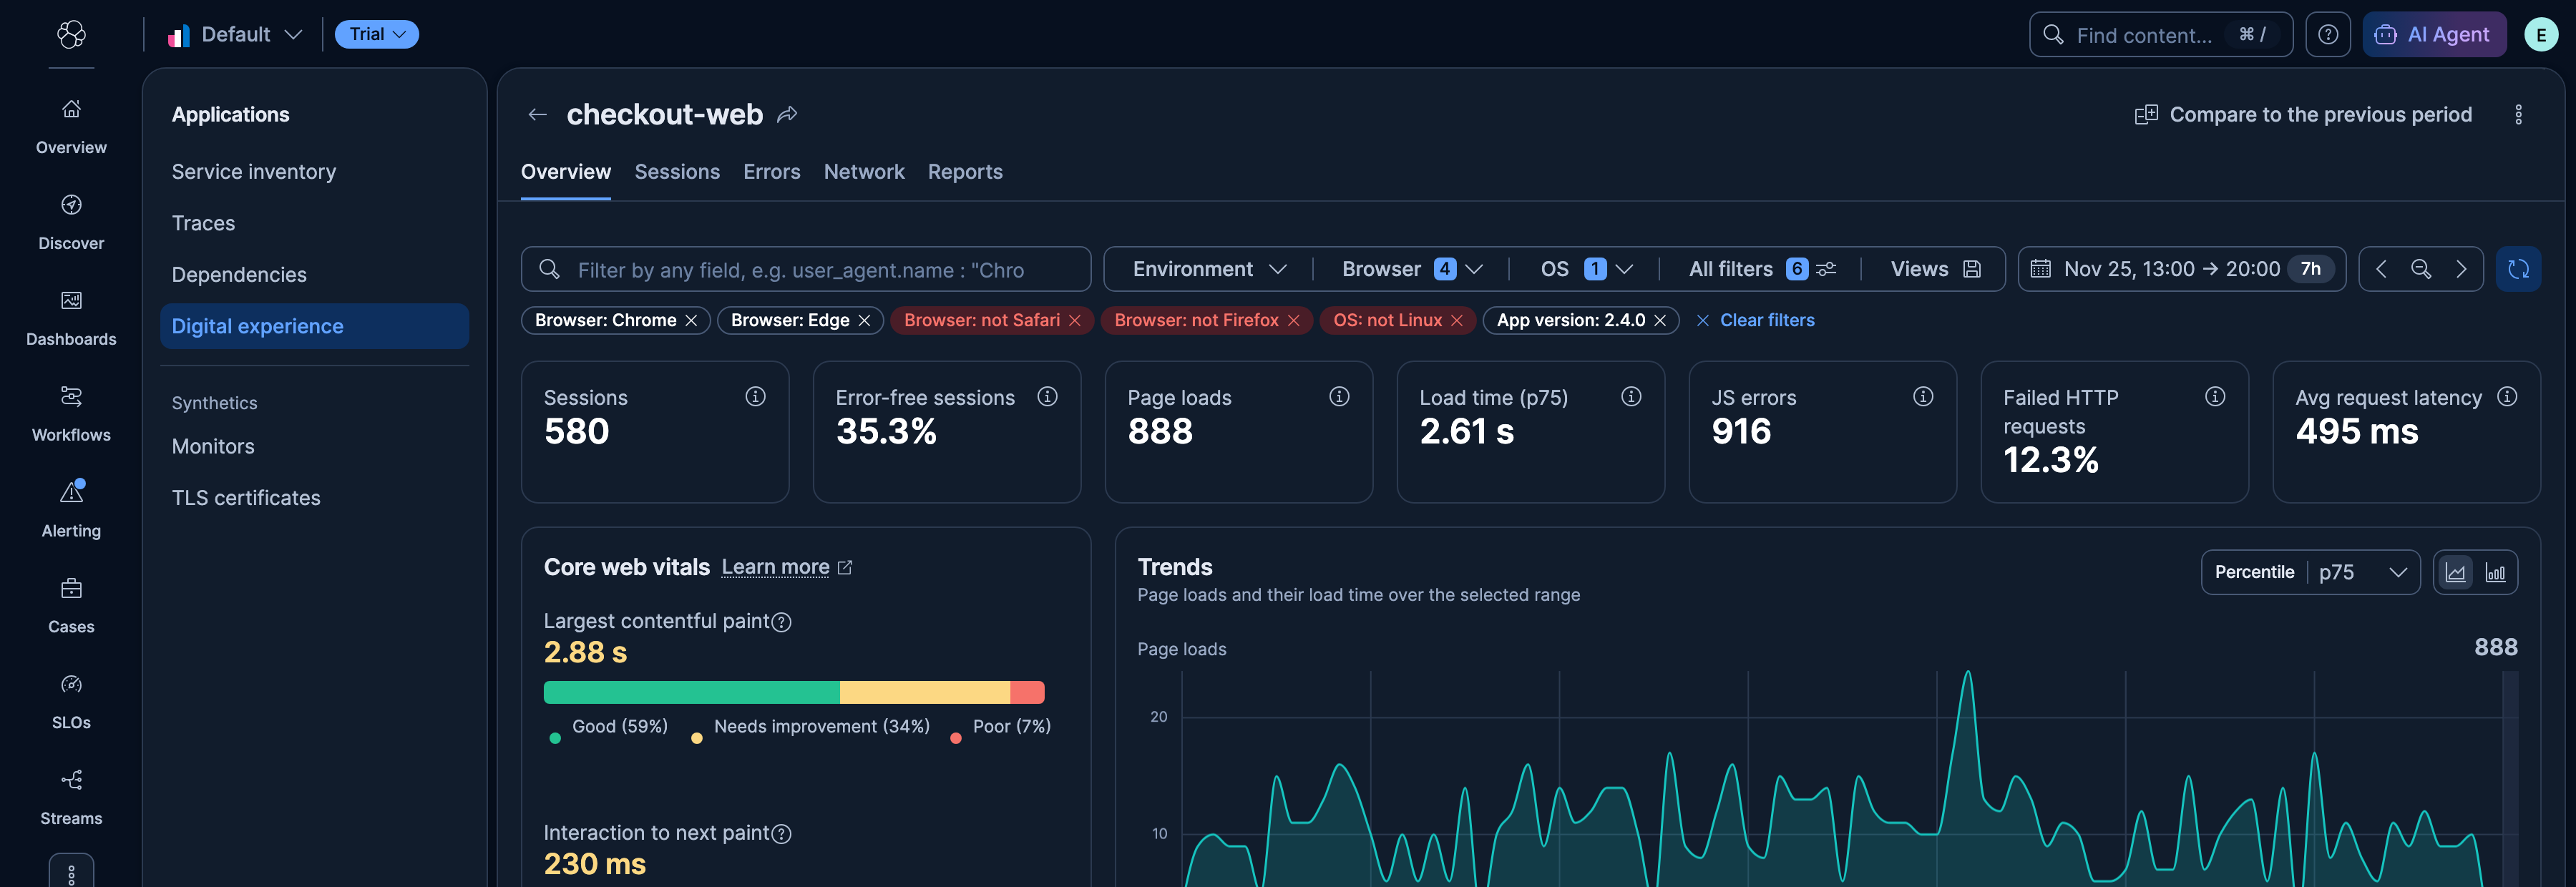 Default
Trial
Find content...
⌘ /
AI Agent
E
Overview
Discover
Dashboards
Workflows
Alerting
Cases
SLOs
Streams
Applications
Service inventory
Traces
Dependencies
Digital experience
Synthetics
Monitors
TLS certificates
checkout-web
Compare to the previous period
Overview Sessions Errors Network Reports
Filter by any field, e.g. user_agent.name : "Chro
Environment
Browser 4
OS 1
All filters 6
Views
Nov 25, 13:00 → 20:00 7h
Browser: Chrome
Browser: Edge
Browser: not Safari
Browser: not Firefox
OS: not Linux
App version: 2.4.0
Clear filters
Sessions
580
Error-free sessions
35.3%
Page loads
888
Load time (p75)
2.61 s
JS errors
916
Failed HTTP
requests
12.3%
Avg request latency
495 ms
Core web vitals Learn more
Largest contentful paint
2.88 s
Good (59%) Needs improvement (34%) Poor (7%)
Interaction to next paint
230 ms
Trends
Page loads and their load time over the selected range
Percentile p75
Page loads
888
20
10